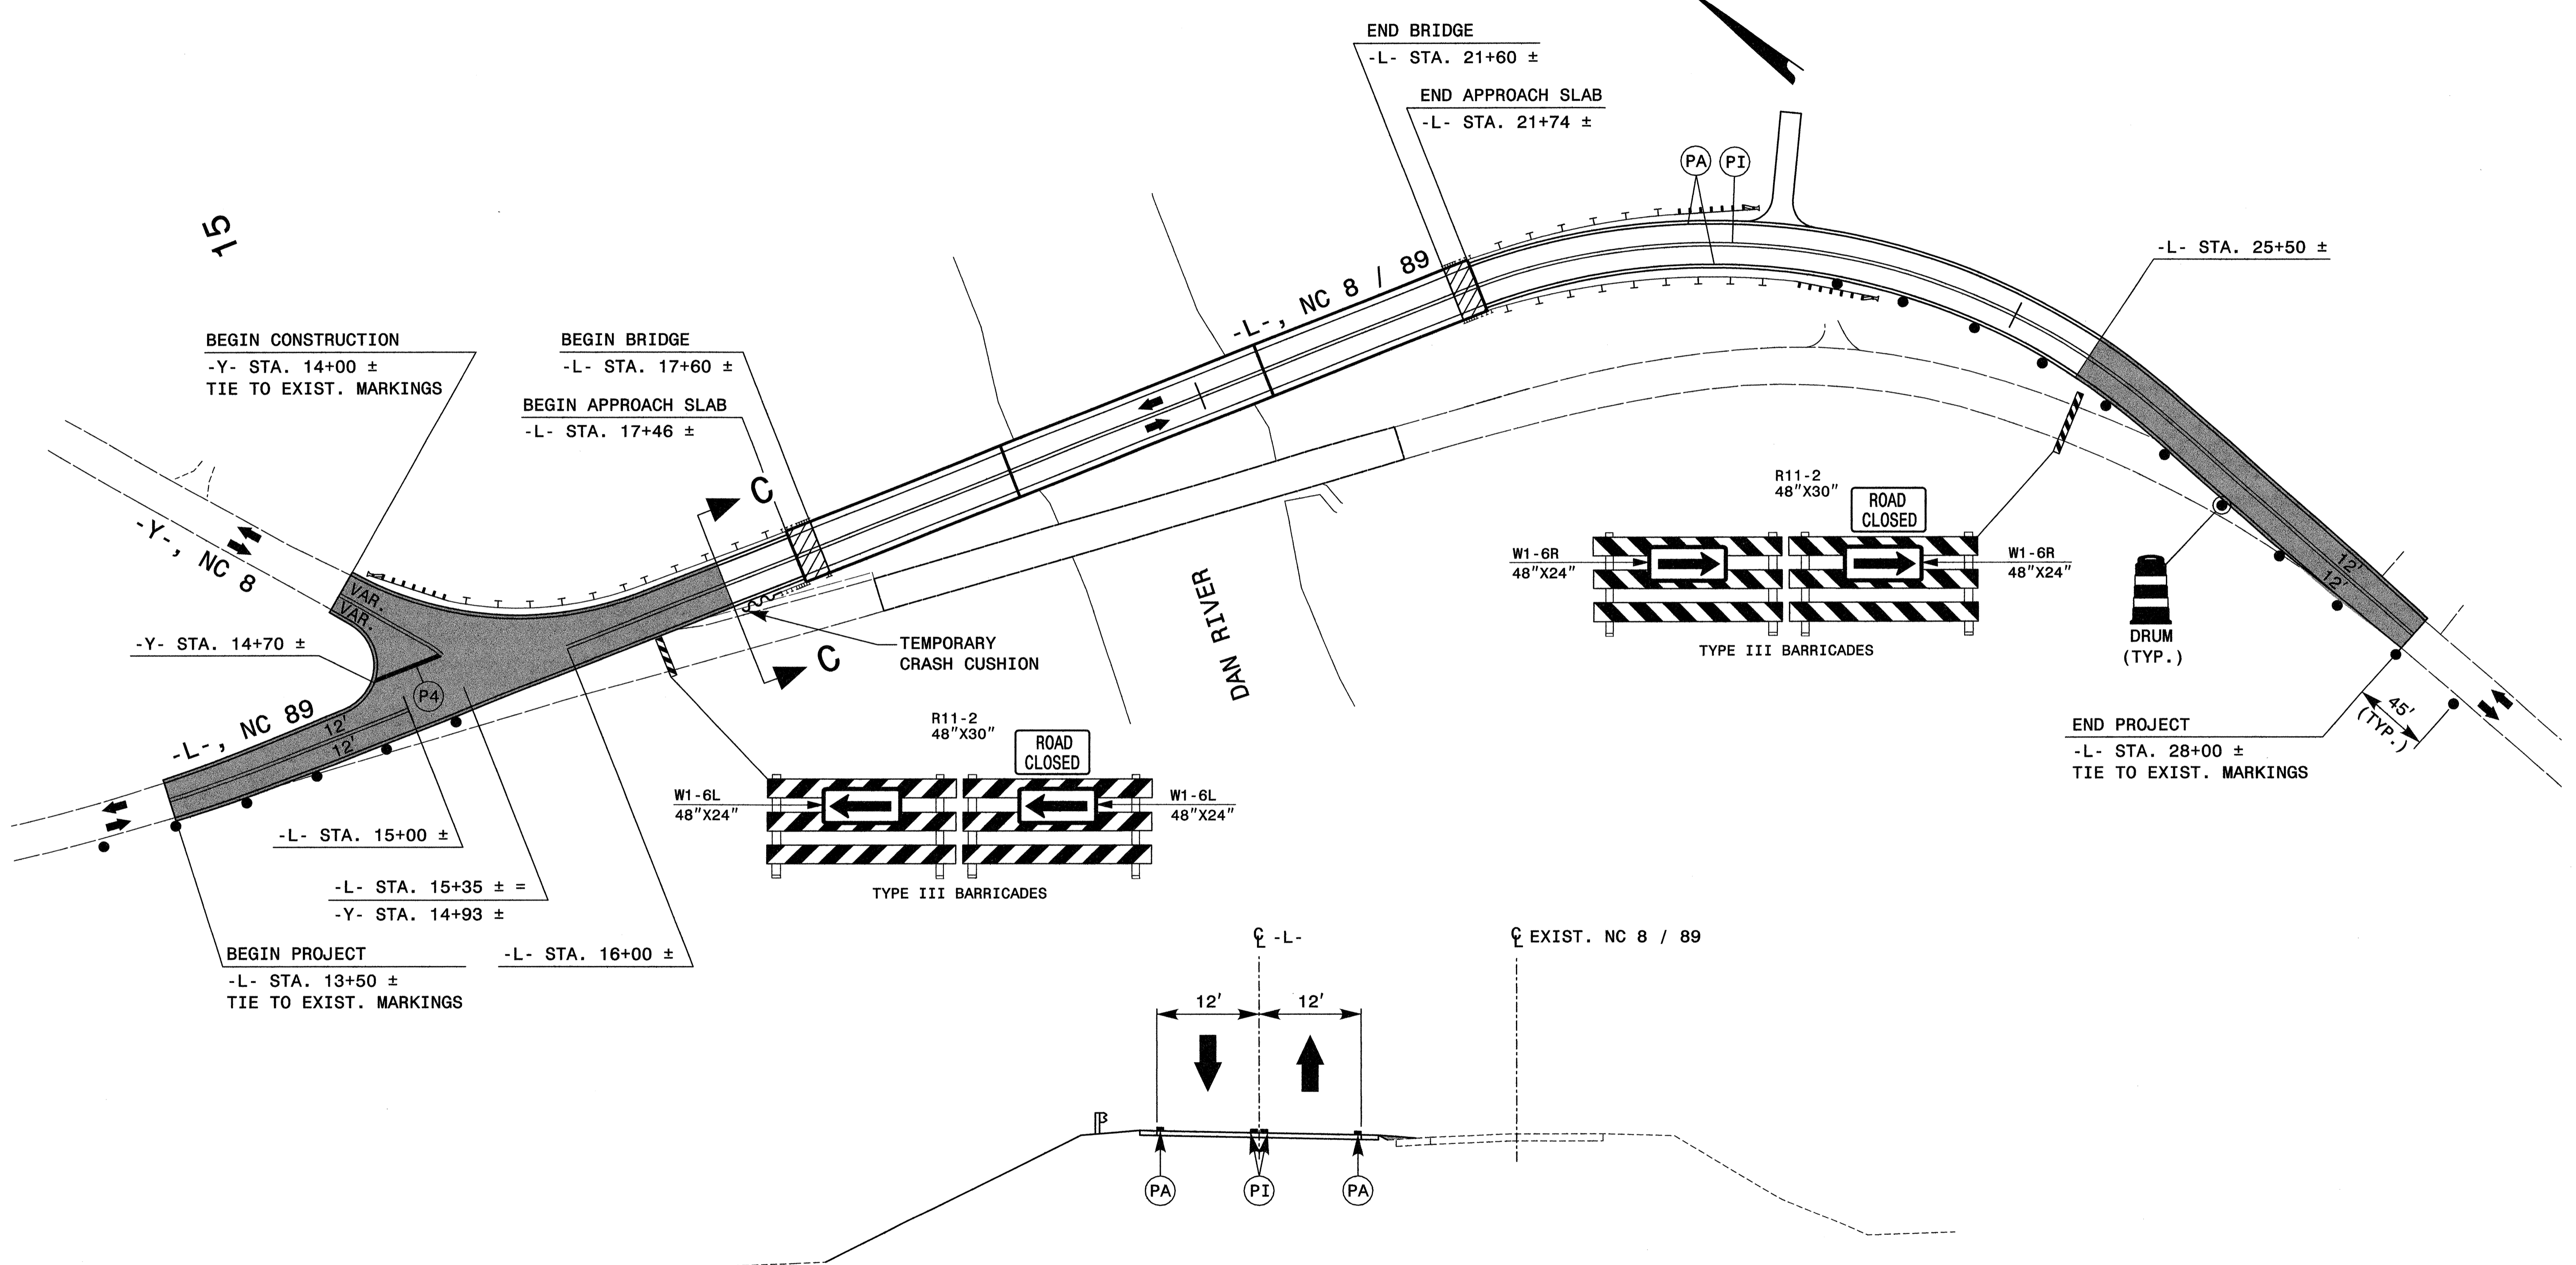 END BRIDGE
-L- STA. 21+60 ±
END APPROACH SLAB
-L- STA. 21+74 ±
PA
PI
15
-L-, NC 8 / 89
-L- STA. 25+50 ±
BEGIN CONSTRUCTION
-Y- STA. 14+00 ±
TIE TO EXIST. MARKINGS
BEGIN BRIDGE
-L- STA. 17+60 ±
BEGIN APPROACH SLAB
-L- STA. 17+46 ±
C
C
-Y-, NC 8
VAR.
VAR.
-Y- STA. 14+70 ±
P4
-L-, NC 89
12'
12'
TEMPORARY
CRASH CUSHION
DAN RIVER
R11-2
48"X30"
ROAD
CLOSED
W1-6R
48"X24"
W1-6R
48"X24"
TYPE III BARRICADES
DRUM
(TYP.)
12'
12'
45'
(TYP.)
END PROJECT
-L- STA. 28+00 ±
TIE TO EXIST. MARKINGS
R11-2
48"X30"
ROAD
CLOSED
W1-6L
48"X24"
W1-6L
48"X24"
TYPE III BARRICADES
-L- STA. 15+00 ±
-L- STA. 15+35 ± =
-Y- STA. 14+93 ±
BEGIN PROJECT
-L- STA. 13+50 ±
TIE TO EXIST. MARKINGS
-L- STA. 16+00 ±
℄ -L-
℄ EXIST. NC 8 / 89
12'
12'
PA
PI
PA